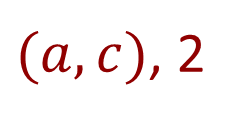 (𝑎, 𝑐), 2